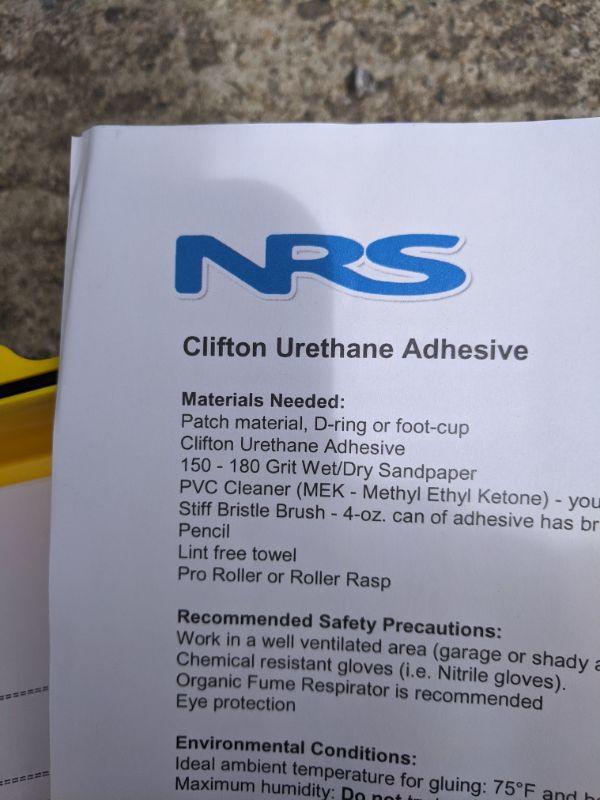 NRS
Clifton Urethane Adhesive
Materials Needed:
Patch material, D-ring or foot-cup
Clifton Urethane Adhesive
150 - 180 Grit Wet/Dry Sandpaper
PVC Cleaner (MEK - Methyl Ethyl Ketone) - you
Stiff Bristle Brush - 4-oz. can of adhesive has br
Pencil
Lint free towel
Pro Roller or Roller Rasp
Recommended Safety Precautions:
Work in a well ventilated area (garage or shady a
Chemical resistant gloves (i.e. Nitrile gloves).
Organic Fume Respirator is recommended
Eye protection
Environmental Conditions:
Ideal ambient temperature for gluing: 75°F and
Maximum humidity: Do not